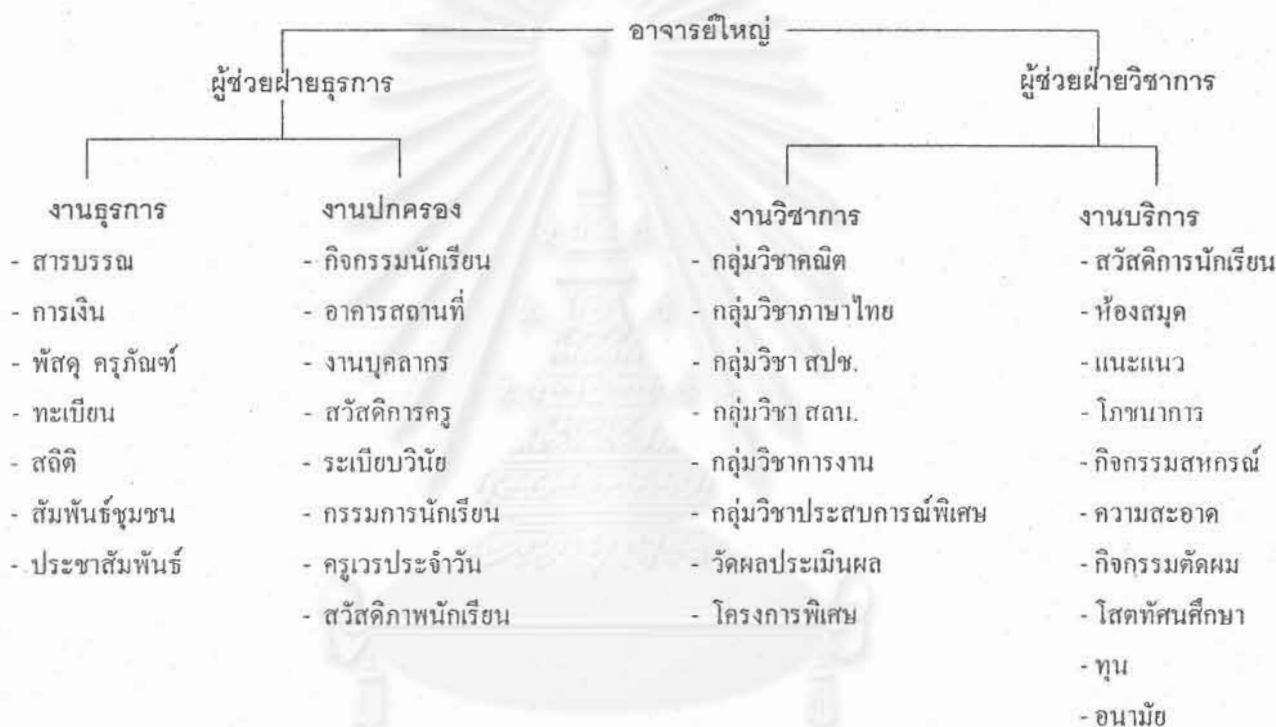 อาจารย์ใหญ่
ผู้ช่วยฝ่ายธุรการ
ผู้ช่วยฝ่ายวิชาการ
งานธุรการ
- สารบรรณ
- การเงิน
- พัสดุ ครุภัณฑ์
- ทะเบียน
- สถิติ
- สัมพันธ์ชุมชน
- ประชาสัมพันธ์
งานปกครอง
- กิจกรรมนักเรียน
- อาคารสถานที่
- งานบุคลากร
- สวัสดิการครู
- ระเบียบวินัย
- กรรมการนักเรียน
- ครูเวรประจำวัน
- สวัสดิภาพนักเรียน
งานวิชาการ
- กลุ่มวิชาคณิต
- กลุ่มวิชาภาษาไทย
- กลุ่มวิชา สปช.
- กลุ่มวิชา สลน.
- กลุ่มวิชาการงาน
- กลุ่มวิชาประสบการณ์พิเศษ
- วัดผลประเมินผล
- โครงการพิเศษ
งานบริการ
- สวัสดิการนักเรียน
- ห้องสมุด
- แนะแนว
- โภชนาการ
- กิจกรรมสหกรณ์
- ความสะอาด
- กิจกรรมตัดผม
- โสตทัศนศึกษา
- ทุน
- อนามัย